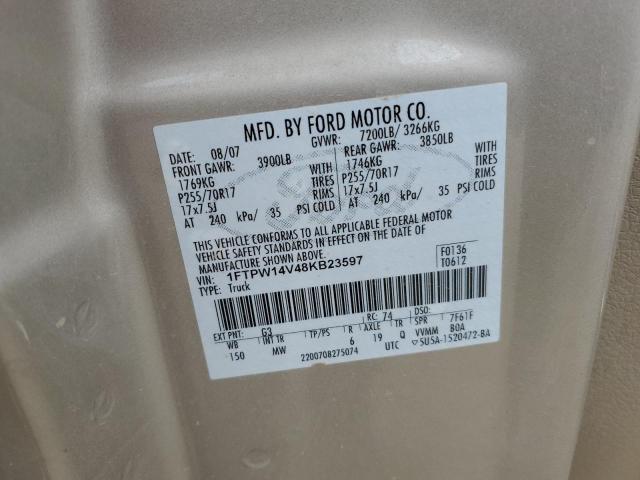 MFD. BY FORD MOTOR CO.
DATE: 08/07 GVWR: 7200LB/ 3266KG
FRONT GAWR: 3900LB REAR GAWR: 3850LB
1769KG WITH 1746KG WITH
P255/70R17 TIRES P255/70R17 TIRES
17x7.5J RIMS 17x7.5J RIMS
AT 240 kPa/ 35 PSI COLD AT 240 kPa/ 35 PSI COLD
THIS VEHICLE CONFORMS TO ALL APPLICABLE FEDERAL MOTOR
VEHICLE SAFETY STANDARDS IN EFFECT ON THE DATE OF
MANUFACTURE SHOWN ABOVE.
VIN: 1FTPW14V48KB23597 F0136
TYPE: Truck T0612
EXT PNT: G3 RC: 74 DSO:
WB INT TR TP/PS R AXLE TR SPR 7F61F
150 MW 6 19 Q VVMM BOA
2200708275074 UTC 5U5A-1520472-BA
Ford